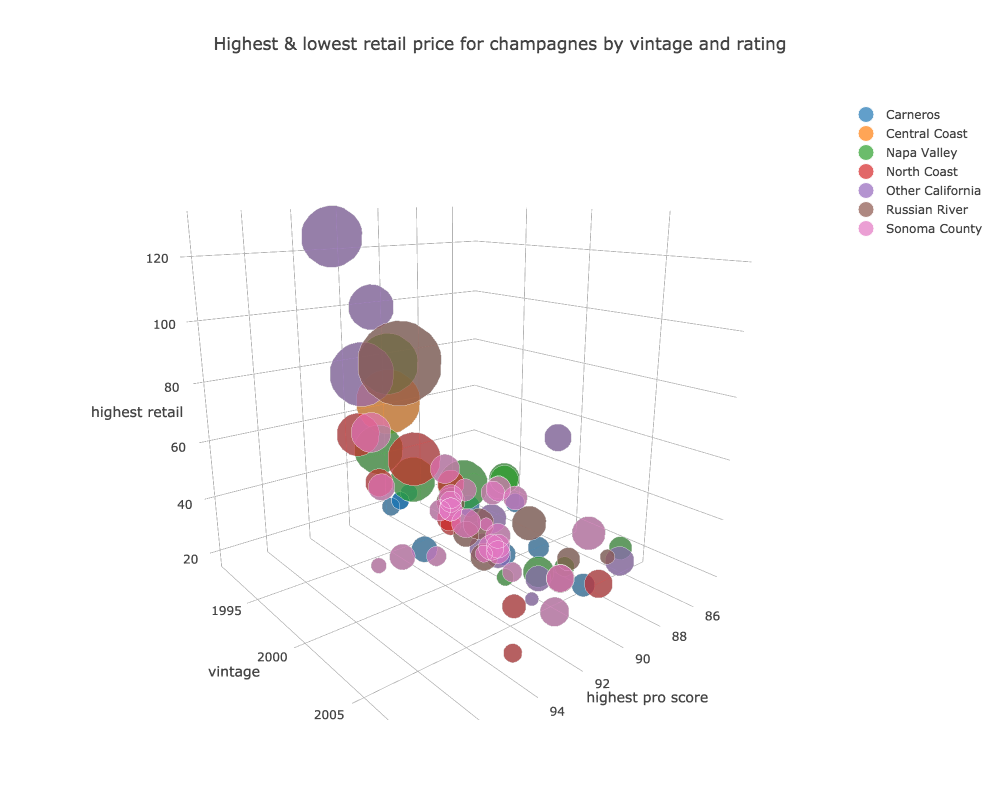 Highest & lowest retail price for champagnes by vintage and rating
Carneros
Central Coast
Napa Valley
North Coast
Other California
Russian River
Sonoma County
120
100
80
60
40
20
highest retail
1995
2000
2005
vintage
86
88
90
92
94
highest pro score